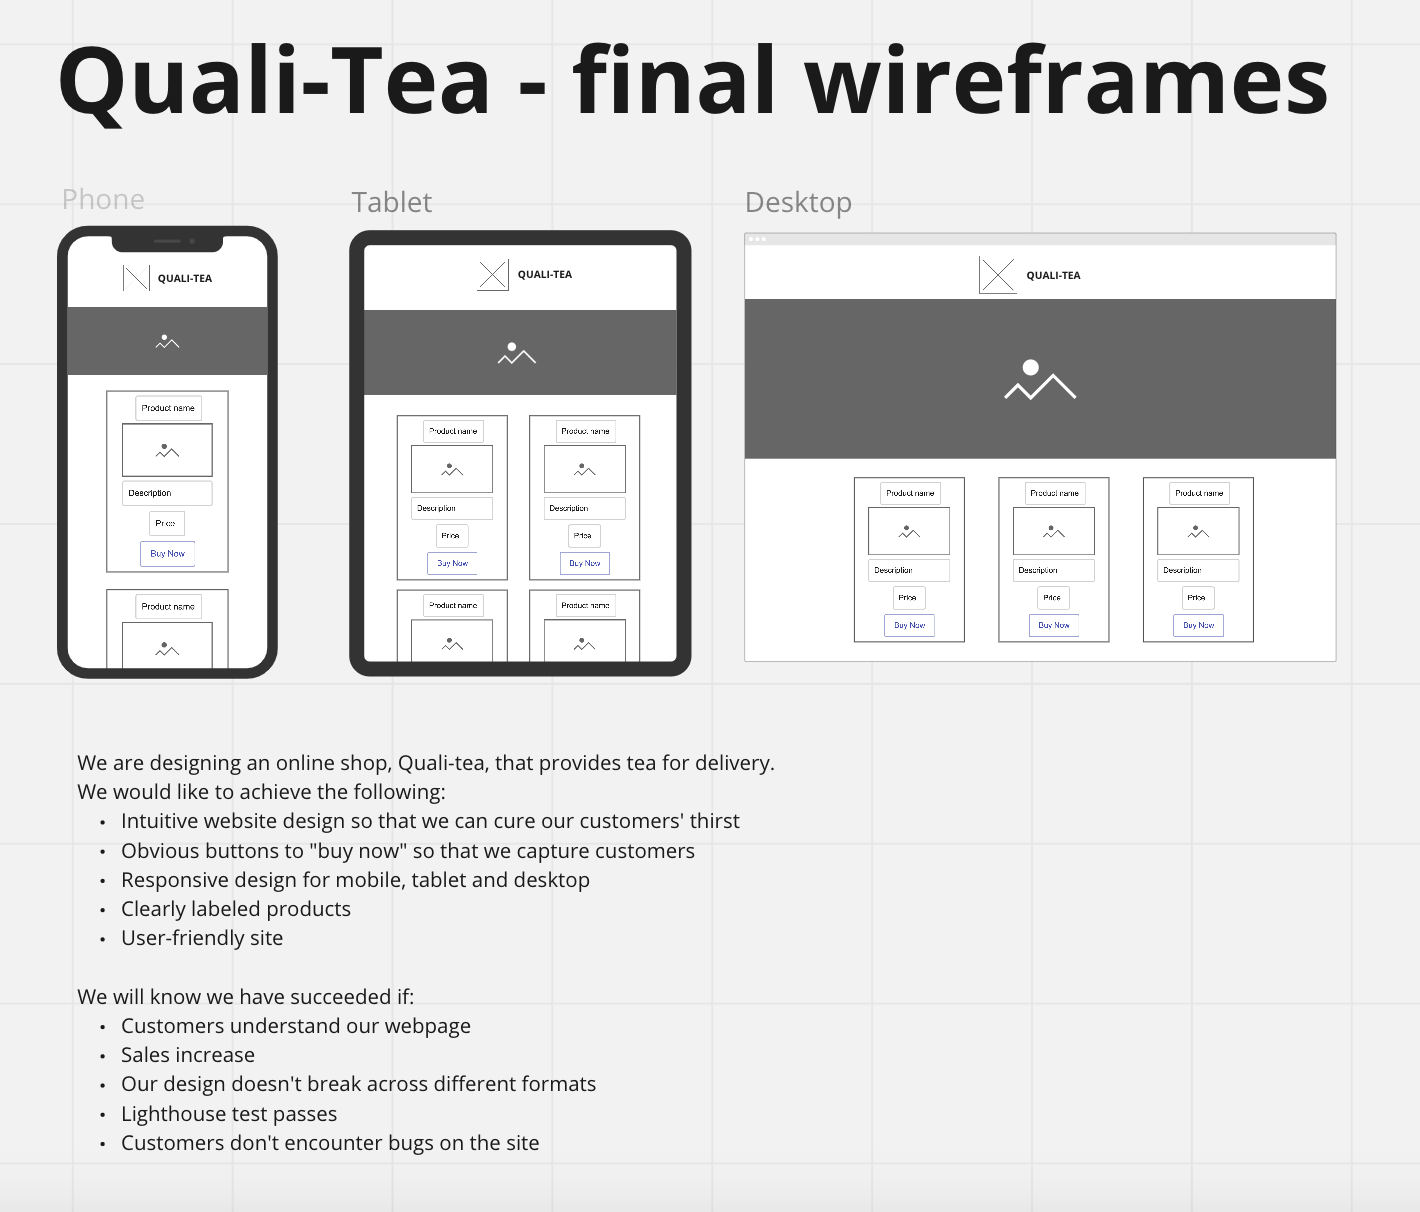 Quali-Tea - final wireframes
Phone
Tablet
Desktop
QUALI-TEA
Product name
Description
Price
Buy Now
Product name
QUALI-TEA
Product name
Product name
Description
Description
Price
Price
Buy Now
Buy Now
Product name
Product name
QUALI-TEA
Product name
Product name
Product name
Description
Description
Description
Price
Price
Price
Buy Now
Buy Now
Buy Now
We are designing an online shop, Quali-tea, that provides tea for delivery.
We would like to achieve the following:
• Intuitive website design so that we can cure our customers' thirst
• Obvious buttons to "buy now" so that we capture customers
• Responsive design for mobile, tablet and desktop
• Clearly labeled products
• User-friendly site
We will know we have succeeded if:
• Customers understand our webpage
• Sales increase
• Our design doesn't break across different formats
• Lighthouse test passes
• Customers don't encounter bugs on the site